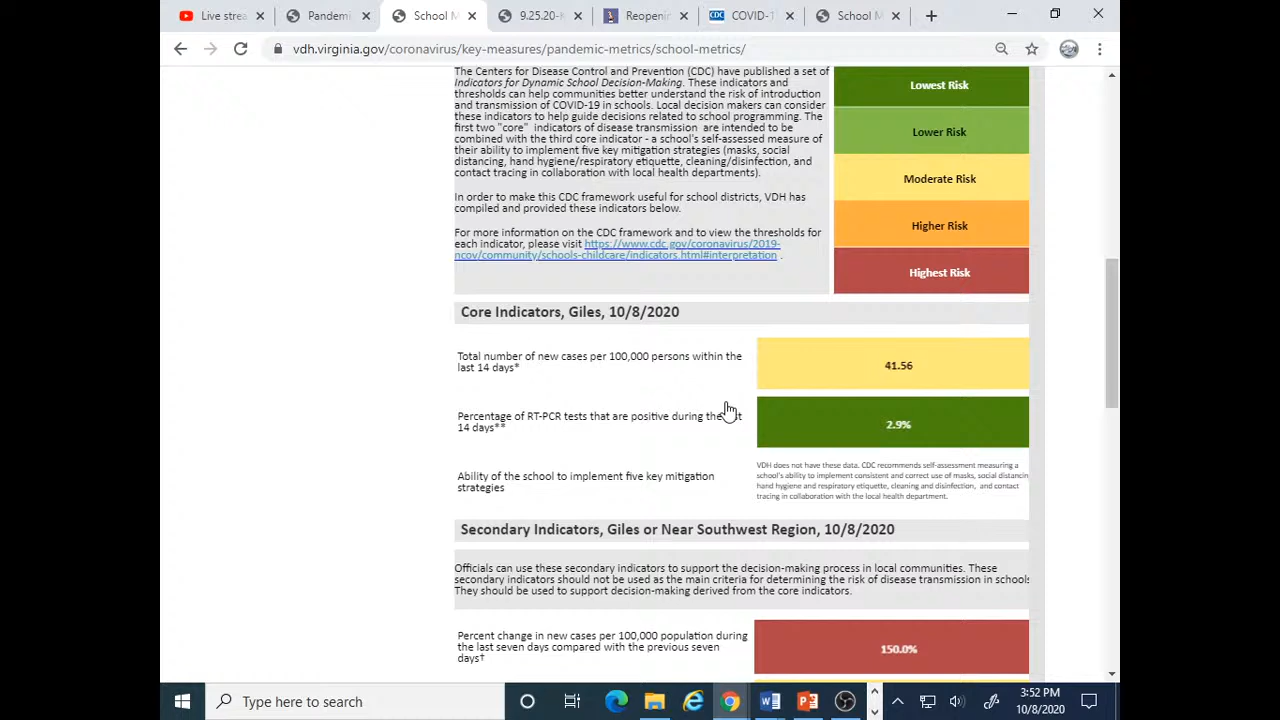 Live strea
Pandemi
School M
9.25.20-
Reopenin
CDC COVID-1
School M
vdh.virginia.gov/coronavirus/key-measures/pandemic-metrics/school-metrics/
The Centers for Disease Control and Prevention (CDC) have published a set of
Indicators for Dynamic School Decision-Making. These indicators and
thresholds can help communities better understand the risk of introduction
and transmission of COVID-19 in schools. Local decision makers can consider
these indicators to help guide decisions related to school programming. The
first two "core" indicators of disease transmission are intended to be
combined with the third core indicator - a school's self-assessed measure of
their ability to implement five key mitigation strategies (masks, social
distancing, hand hygiene/respiratory etiquette, cleaning/disinfection, and
contact tracing in collaboration with local health departments).
In order to make this CDC framework useful for school districts, VDH has
compiled and provided these indicators below.
For more information on the CDC framework and to view the thresholds for
each indicator, please visit https://www.cdc.gov/coronavirus/2019-
ncov/community/schools-childcare/indicators.html#interpretation .
Lowest Risk
Lower Risk
Moderate Risk
Higher Risk
Highest Risk
Core Indicators, Giles, 10/8/2020
Total number of new cases per 100,000 persons within the
last 14 days*
41.56
Percentage of RT-PCR tests that are positive during the
14 days**
2.9%
Ability of the school to implement five key mitigation
strategies
VDH does not have these data. CDC recommends self-assessment measuring a
school's ability to implement consistent and correct use of masks, social distancin
hand hygiene and respiratory etiquette, cleaning and disinfection, and contact
tracing in collaboration with the local health department.
Secondary Indicators, Giles or Near Southwest Region, 10/8/2020
Officials can use these secondary indicators to support the decision-making process in local communities. These
secondary indicators should not be used as the main criteria for determining the risk of disease transmission in schools
They should be used to support decision-making derived from the core indicators.
Percent change in new cases per 100,000 population during
the last seven days compared with the previous seven
days†
150.0%
Type here to search
3:52 PM
10/8/2020